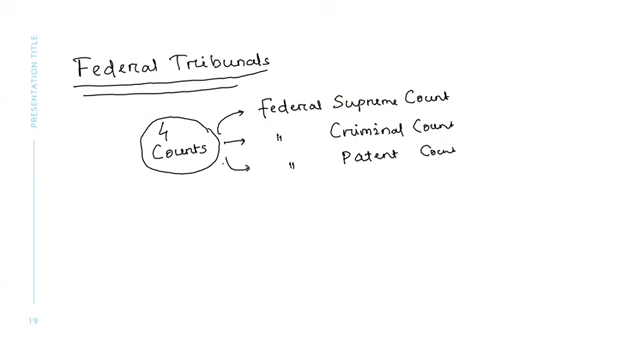 PRESENTATION TITLE
Federal Tribunals
4 Courts
Federal Supreme Court
" Criminal Court
" Patent Court
19